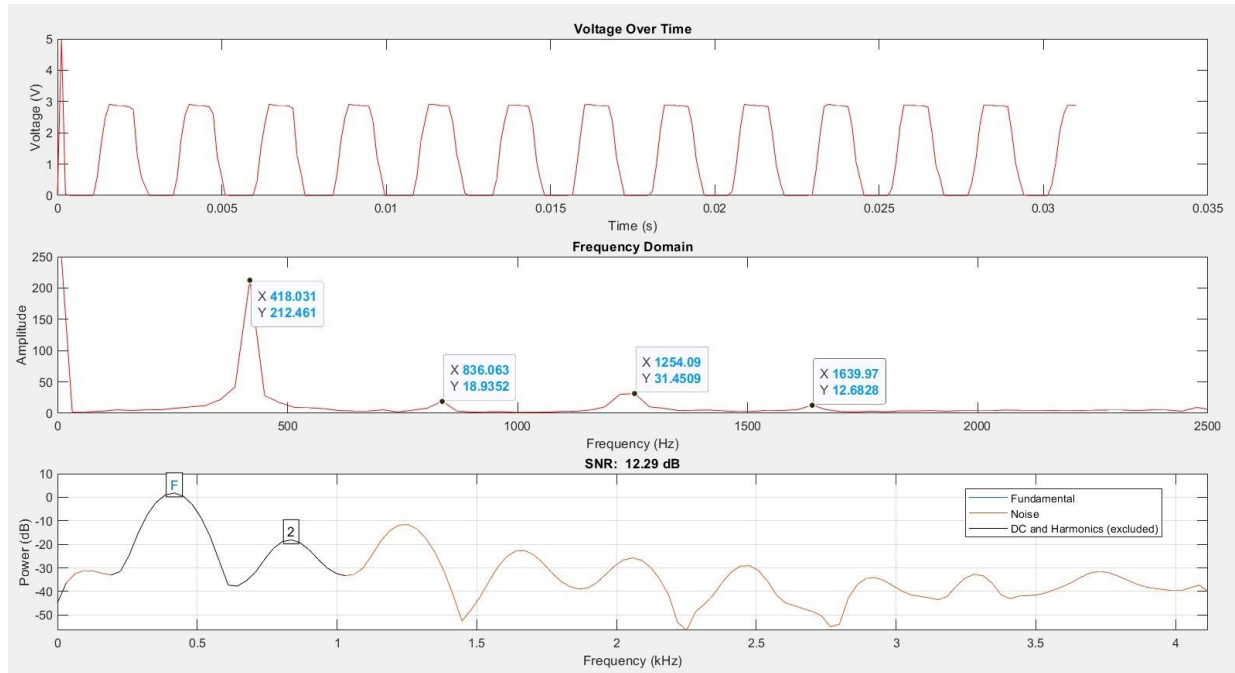 Voltage Over Time
5
4
3
2
1
0
Voltage (V)
0 0.005 0.01 0.015 0.02 0.025 0.03 0.035
Time (s)
Frequency Domain
250
200
150
100
50
0
Amplitude
X 418.031
Y 212.461
X 836.063
Y 18.9352
X 1254.09
Y 31.4509
X 1639.97
Y 12.6828
0 500 1000 1500 2000 2500
Frequency (Hz)
SNR: 12.29 dB
10
0
-10
-20
-30
-40
-50
Power (dB)
F
2
Fundamental
Noise
DC and Harmonics (excluded)
0 0.5 1 1.5 2 2.5 3 3.5 4
Frequency (kHz)